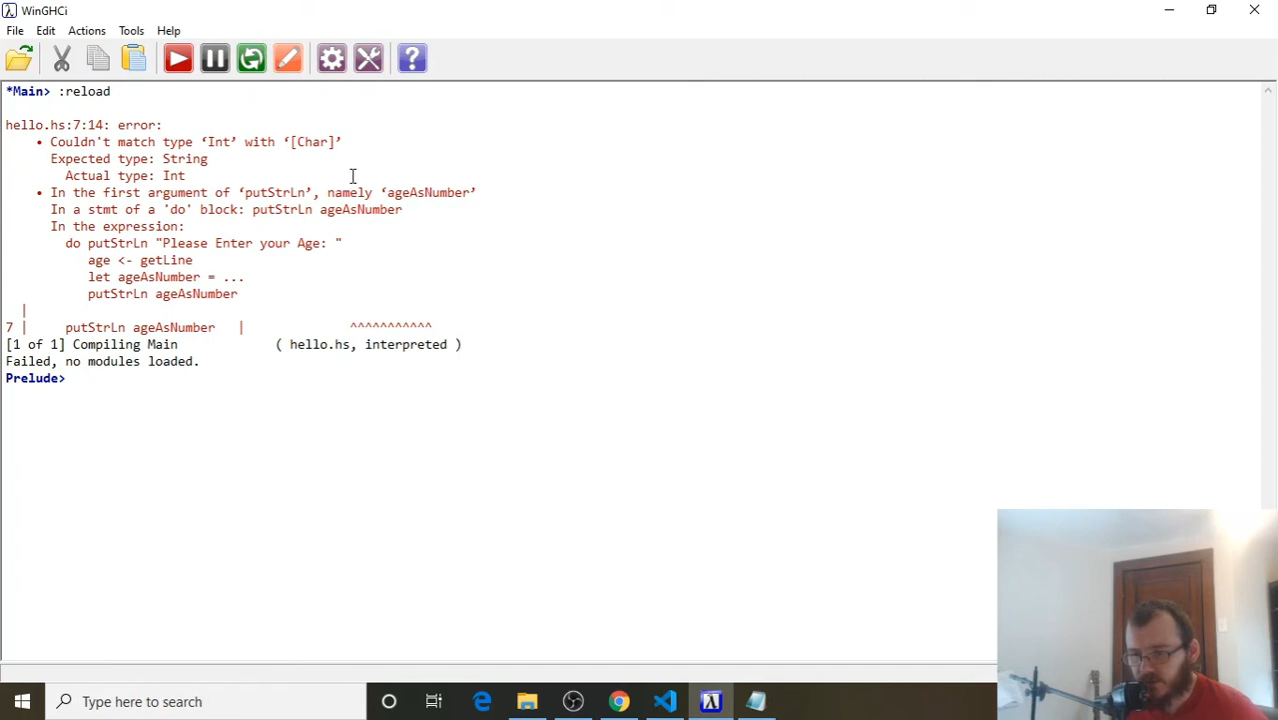 WinGHCi
File Edit Actions Tools Help
*Main> :reload
hello.hs:7:14: error:
• Couldn't match type ‘Int’ with ‘[Char]’
Expected type: String
Actual type: Int
• In the first argument of ‘putStrLn’, namely ‘ageAsNumber’
In a stmt of a 'do' block: putStrLn ageAsNumber
In the expression:
do putStrLn "Please Enter your Age: "
age <- getLine
let ageAsNumber = ...
putStrLn ageAsNumber
|
7 | putStrLn ageAsNumber | ^^^^^^^^^^^
[1 of 1] Compiling Main ( hello.hs, interpreted )
Failed, no modules loaded.
Prelude>
Type here to search